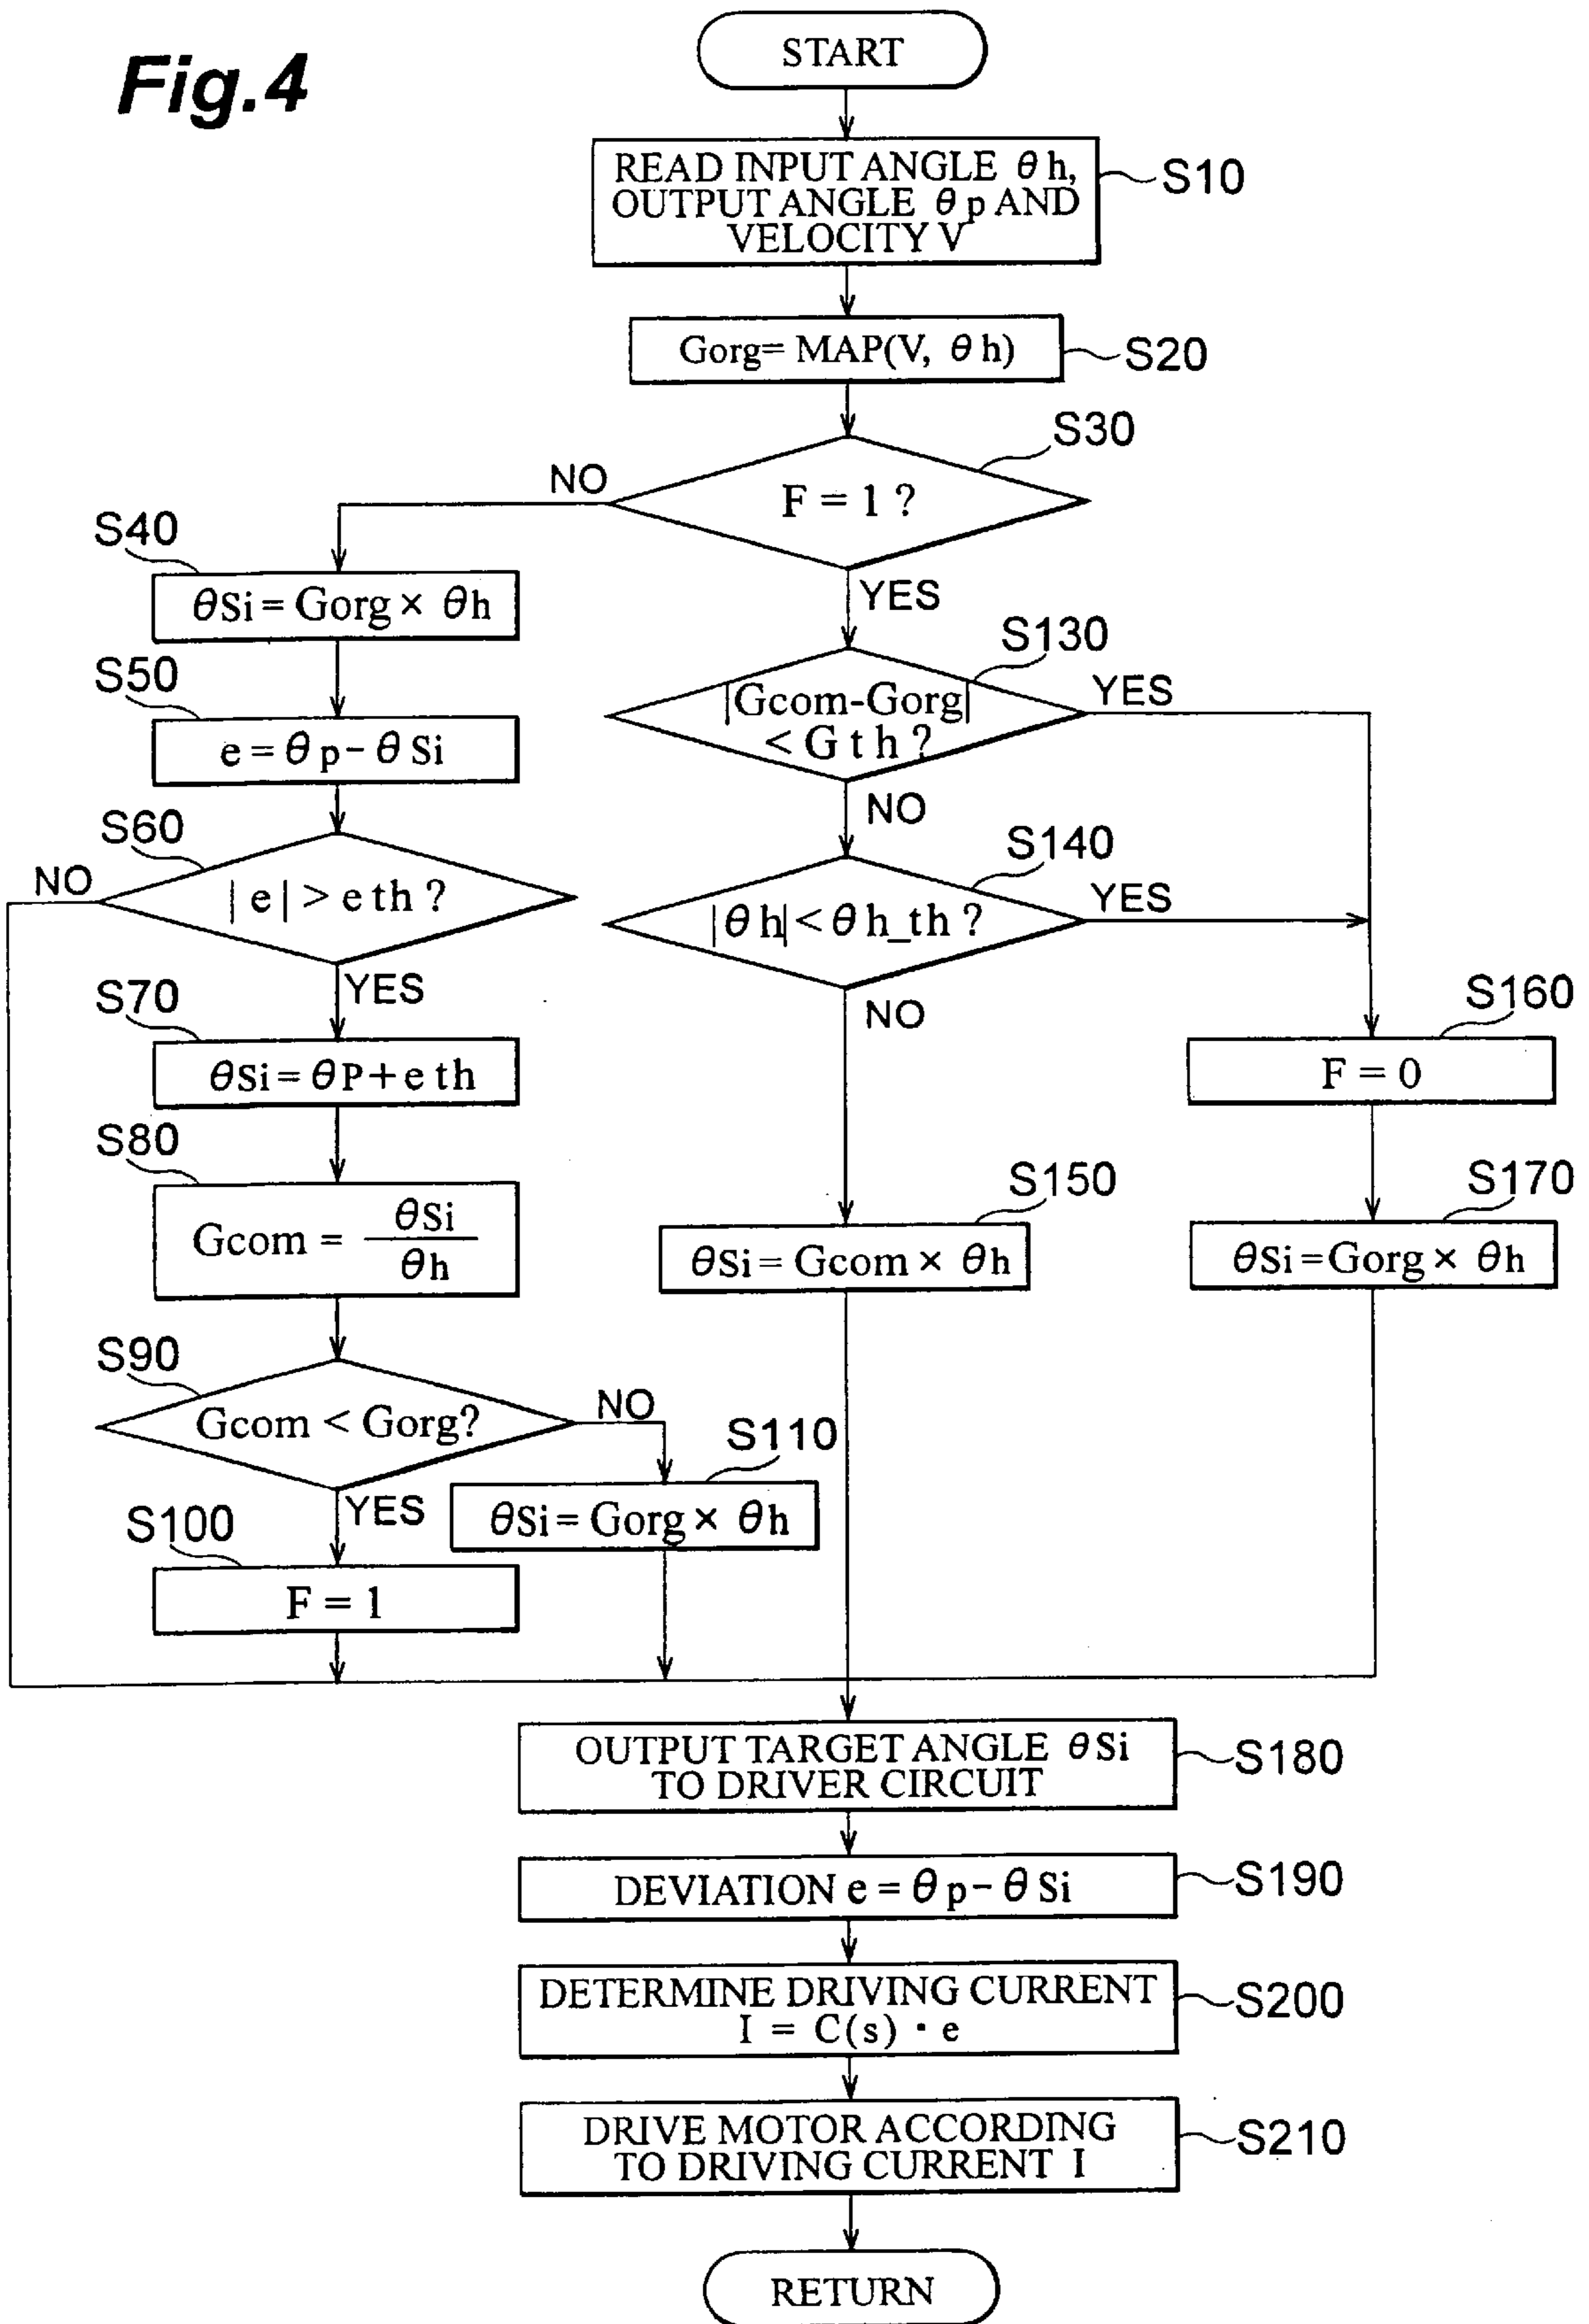 Fig.4
START
READ INPUT ANGLE θh,
OUTPUT ANGLE θp AND
VELOCITY V
S10
Gorg= MAP(V, θh)
S20
S30
F = 1 ?
NO
YES
S40
θSi = Gorg × θh
S50
e = θp - θSi
S60
|e| > eth ?
NO
YES
S70
θSi = θP + eth
S80
Gcom = θSi
θh
S90
Gcom < Gorg?
NO
YES
S100
F = 1
S110
θSi = Gorg × θh
S130
|Gcom-Gorg|
< Gth ?
YES
NO
S140
|θh| < θh_th ?
YES
NO
S150
θSi = Gcom × θh
S160
F = 0
S170
θSi = Gorg × θh
OUTPUT TARGET ANGLE θSi
TO DRIVER CIRCUIT
S180
DEVIATION e = θp - θSi
S190
DETERMINE DRIVING CURRENT
I = C(s) · e
S200
DRIVE MOTOR ACCORDING
TO DRIVING CURRENT I
S210
RETURN